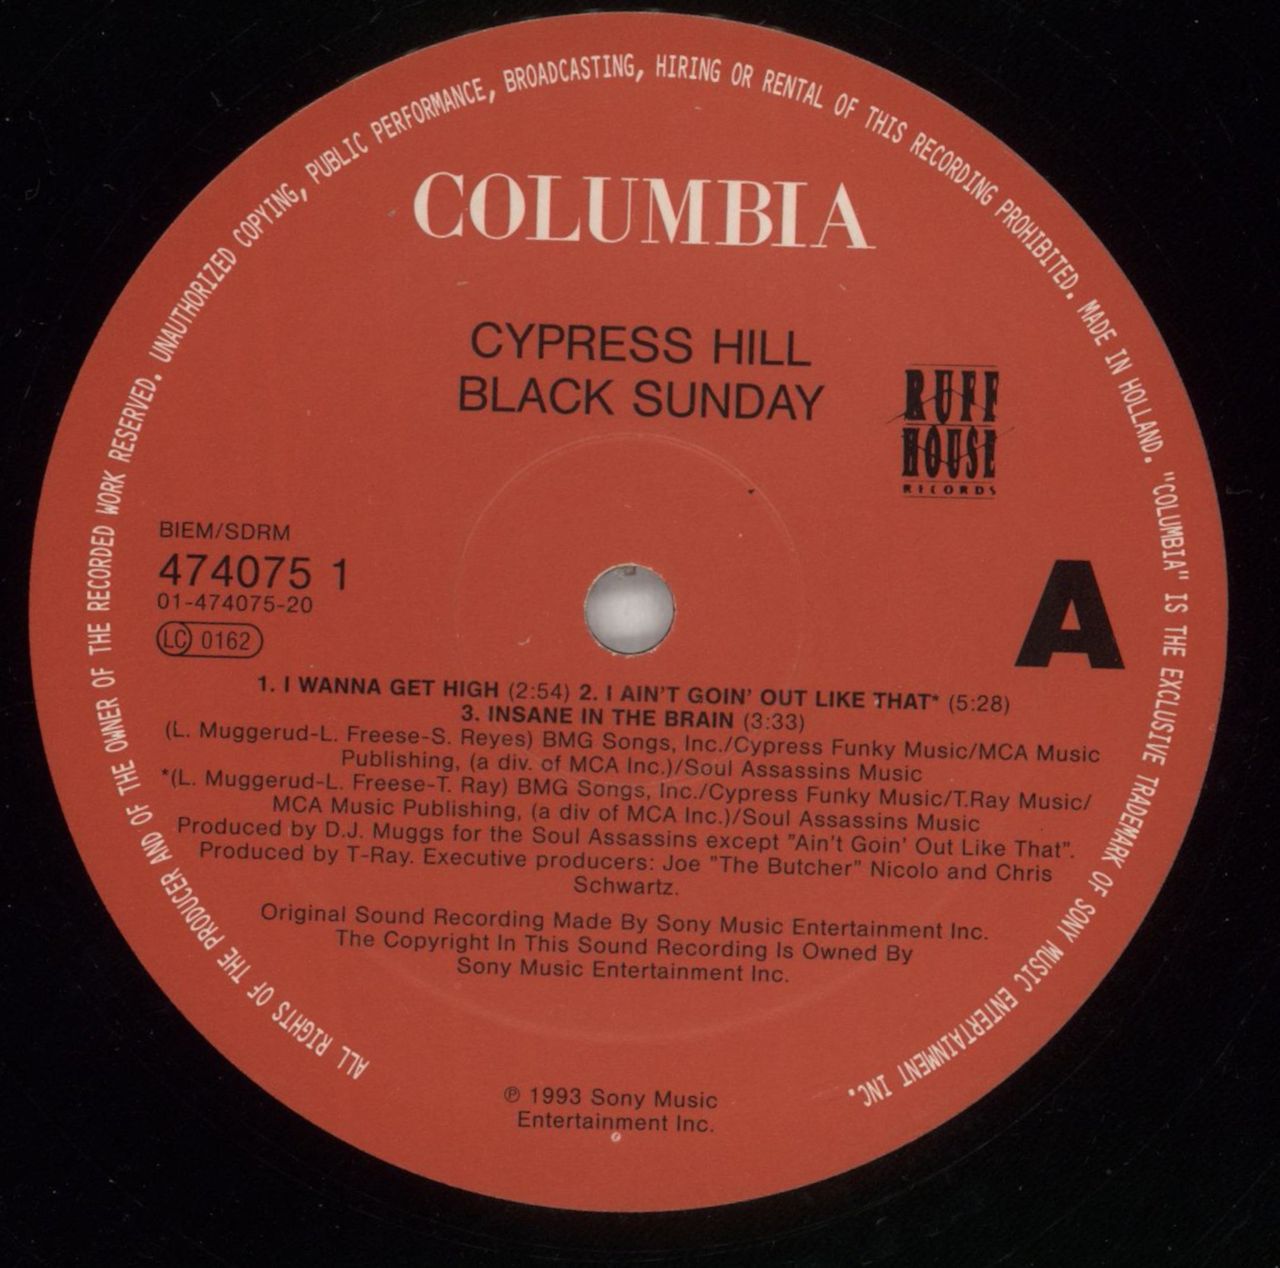 ALL RIGHTS OF THE PRODUCER AND OF THE OWNER OF THE RECORDED WORK RESERVED. UNAUTHORIZED COPYING, PUBLIC PERFORMANCE, BROADCASTING, HIRING OR RENTAL OF THIS RECORDING PROHIBITED. MADE IN HOLLAND. "COLUMBIA" IS THE EXCLUSIVE TRADEMARK OF SONY MUSIC ENTERTAINMENT INC.
COLUMBIA
CYPRESS HILL
BLACK SUNDAY
RUFF
HOUSE
RECORDS
BIEM/SDRM
474075 1
01-474075-20
LC 0162
A
1. I WANNA GET HIGH (2:54) 2. I AIN'T GOIN' OUT LIKE THAT* (5:28)
3. INSANE IN THE BRAIN (3:33)
(L. Muggerud-L. Freese-S. Reyes) BMG Songs, Inc./Cypress Funky Music/MCA Music
Publishing, (a div. of MCA Inc.)/Soul Assassins Music
*(L. Muggerud-L. Freese-T. Ray) BMG Songs, Inc./Cypress Funky Music/T.Ray Music/
MCA Music Publishing, (a div of MCA Inc.)/Soul Assassins Music
Produced by D.J. Muggs for the Soul Assassins except "Ain't Goin' Out Like That".
Produced by T-Ray. Executive producers: Joe "The Butcher" Nicolo and Chris
Schwartz.
Original Sound Recording Made By Sony Music Entertainment Inc.
The Copyright In This Sound Recording Is Owned By
Sony Music Entertainment Inc.
℗ 1993 Sony Music
Entertainment Inc.